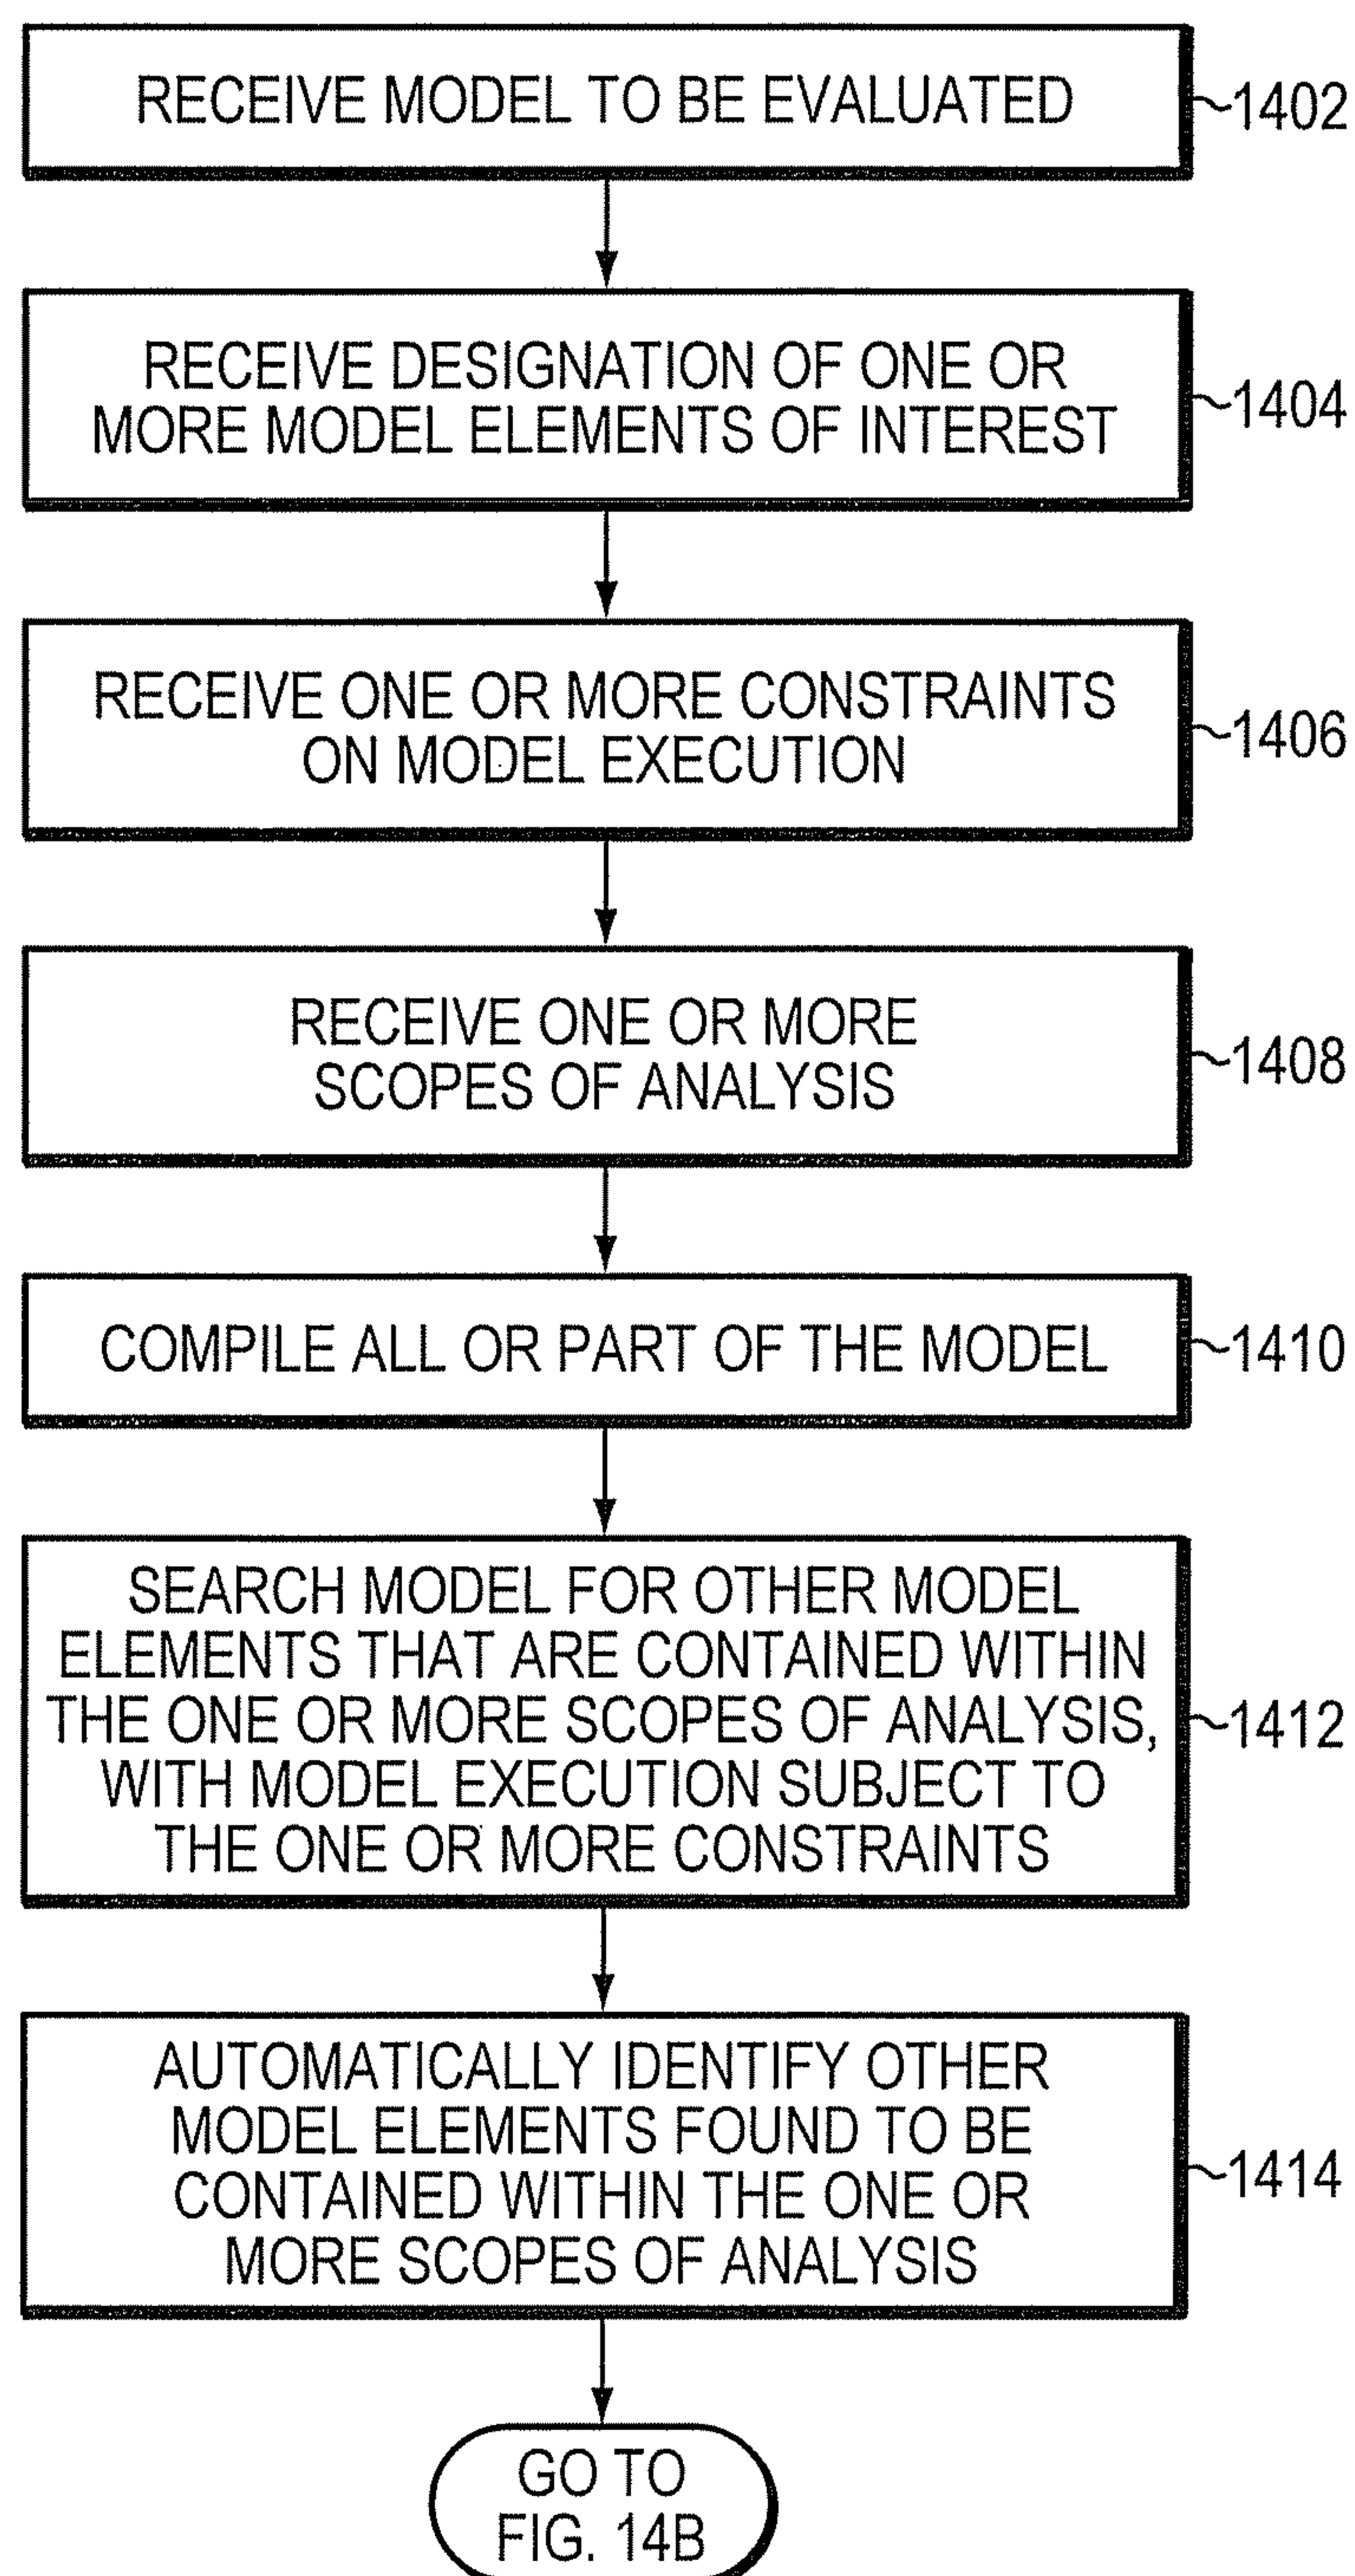 RECEIVE MODEL TO BE EVALUATED
1402
RECEIVE DESIGNATION OF ONE OR
MORE MODEL ELEMENTS OF INTEREST
1404
RECEIVE ONE OR MORE CONSTRAINTS
ON MODEL EXECUTION
1406
RECEIVE ONE OR MORE
SCOPES OF ANALYSIS
1408
COMPILE ALL OR PART OF THE MODEL
1410
SEARCH MODEL FOR OTHER MODEL
ELEMENTS THAT ARE CONTAINED WITHIN
THE ONE OR MORE SCOPES OF ANALYSIS,
WITH MODEL EXECUTION SUBJECT TO
THE ONE OR MORE CONSTRAINTS
1412
AUTOMATICALLY IDENTIFY OTHER
MODEL ELEMENTS FOUND TO BE
CONTAINED WITHIN THE ONE OR
MORE SCOPES OF ANALYSIS
1414
GO TO
FIG. 14B